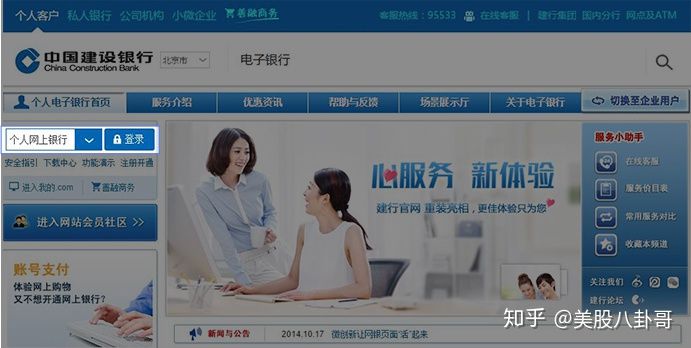 个人客户 私人银行 公司机构 小微企业 善融商务 客服热线：95533 在线客服 | 建行集团 国内分行 网点及ATM
中国建设银行
China Construction Bank
北京市
电子银行
个人电子银行首页 服务介绍 优惠资讯 帮助与反馈 场景展示厅 关于电子银行 切换至企业用户
个人网上银行 登录
安全指引 下载中心 功能演示 注册开通
进入我的.com 善融商务
进入网站会员社区 >>
账号支付
体验网上购物
又不想开通网上银行?
心服务 新体验
建行官网 重装亮相，更佳体验只为您
服务小助手
在线客服
服务价目表
常用服务对比
收藏本频道
关注我们
建行论坛
新闻与公告 2014.10.17 微创新让网银页面“话”起来
知乎 @美股八卦哥